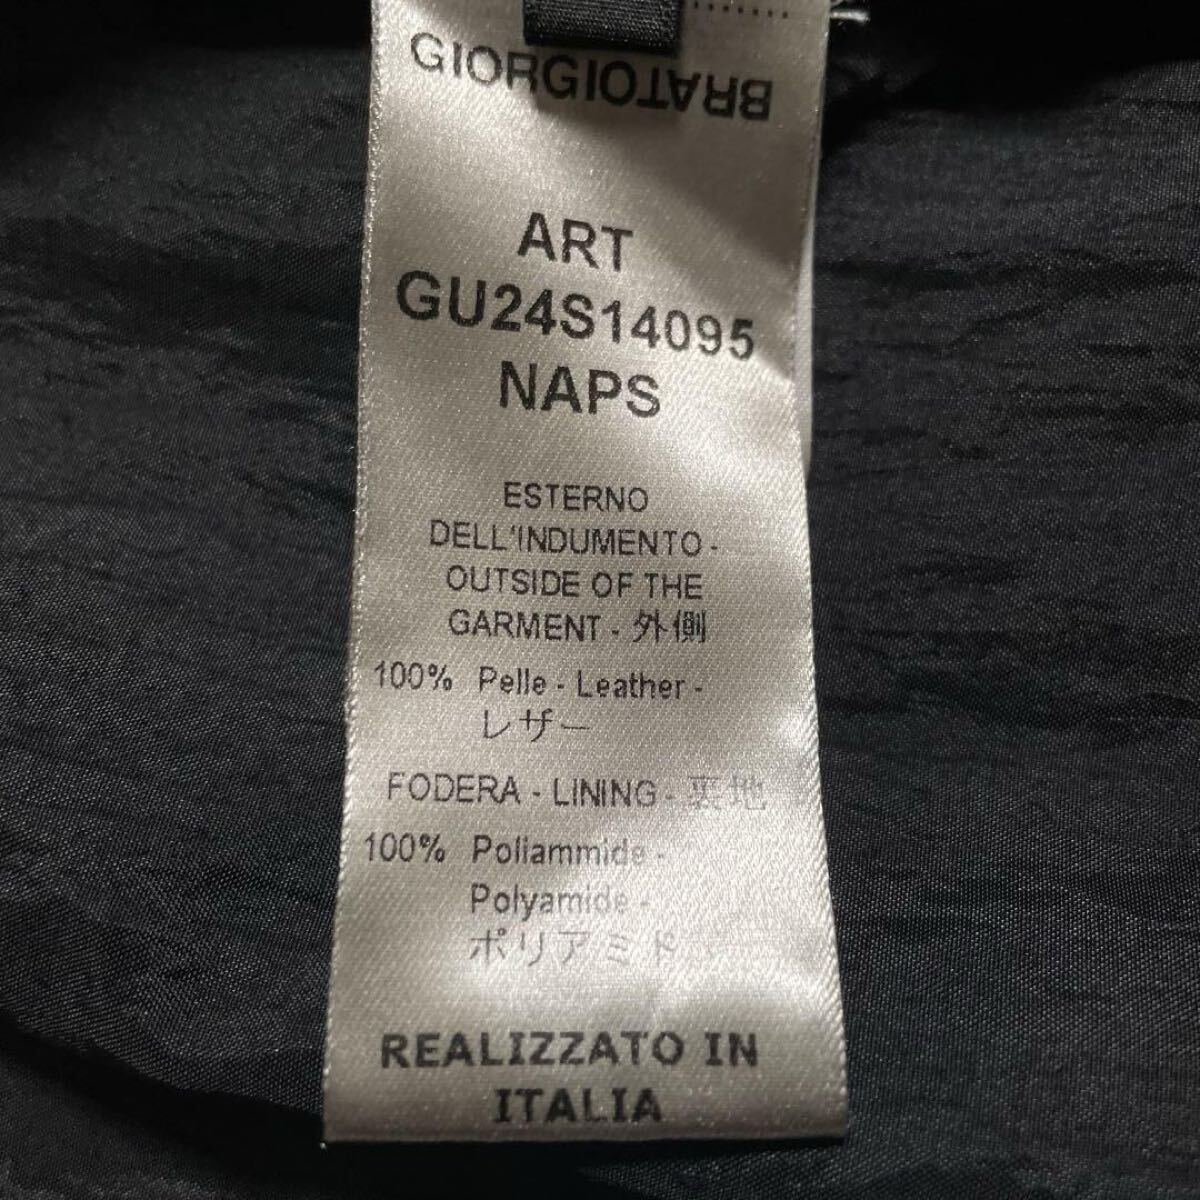 GIORGIO BRATO
ART
GU24S14095
NAPS
ESTERNO
DELL'INDUMENTO -
OUTSIDE OF THE
GARMENT - 外側
100% Pelle - Leather -
レザー
FODERA - LINING - 裏地
100% Poliammide -
Polyamide -
ポリアミド
REALIZZATO IN
ITALIA